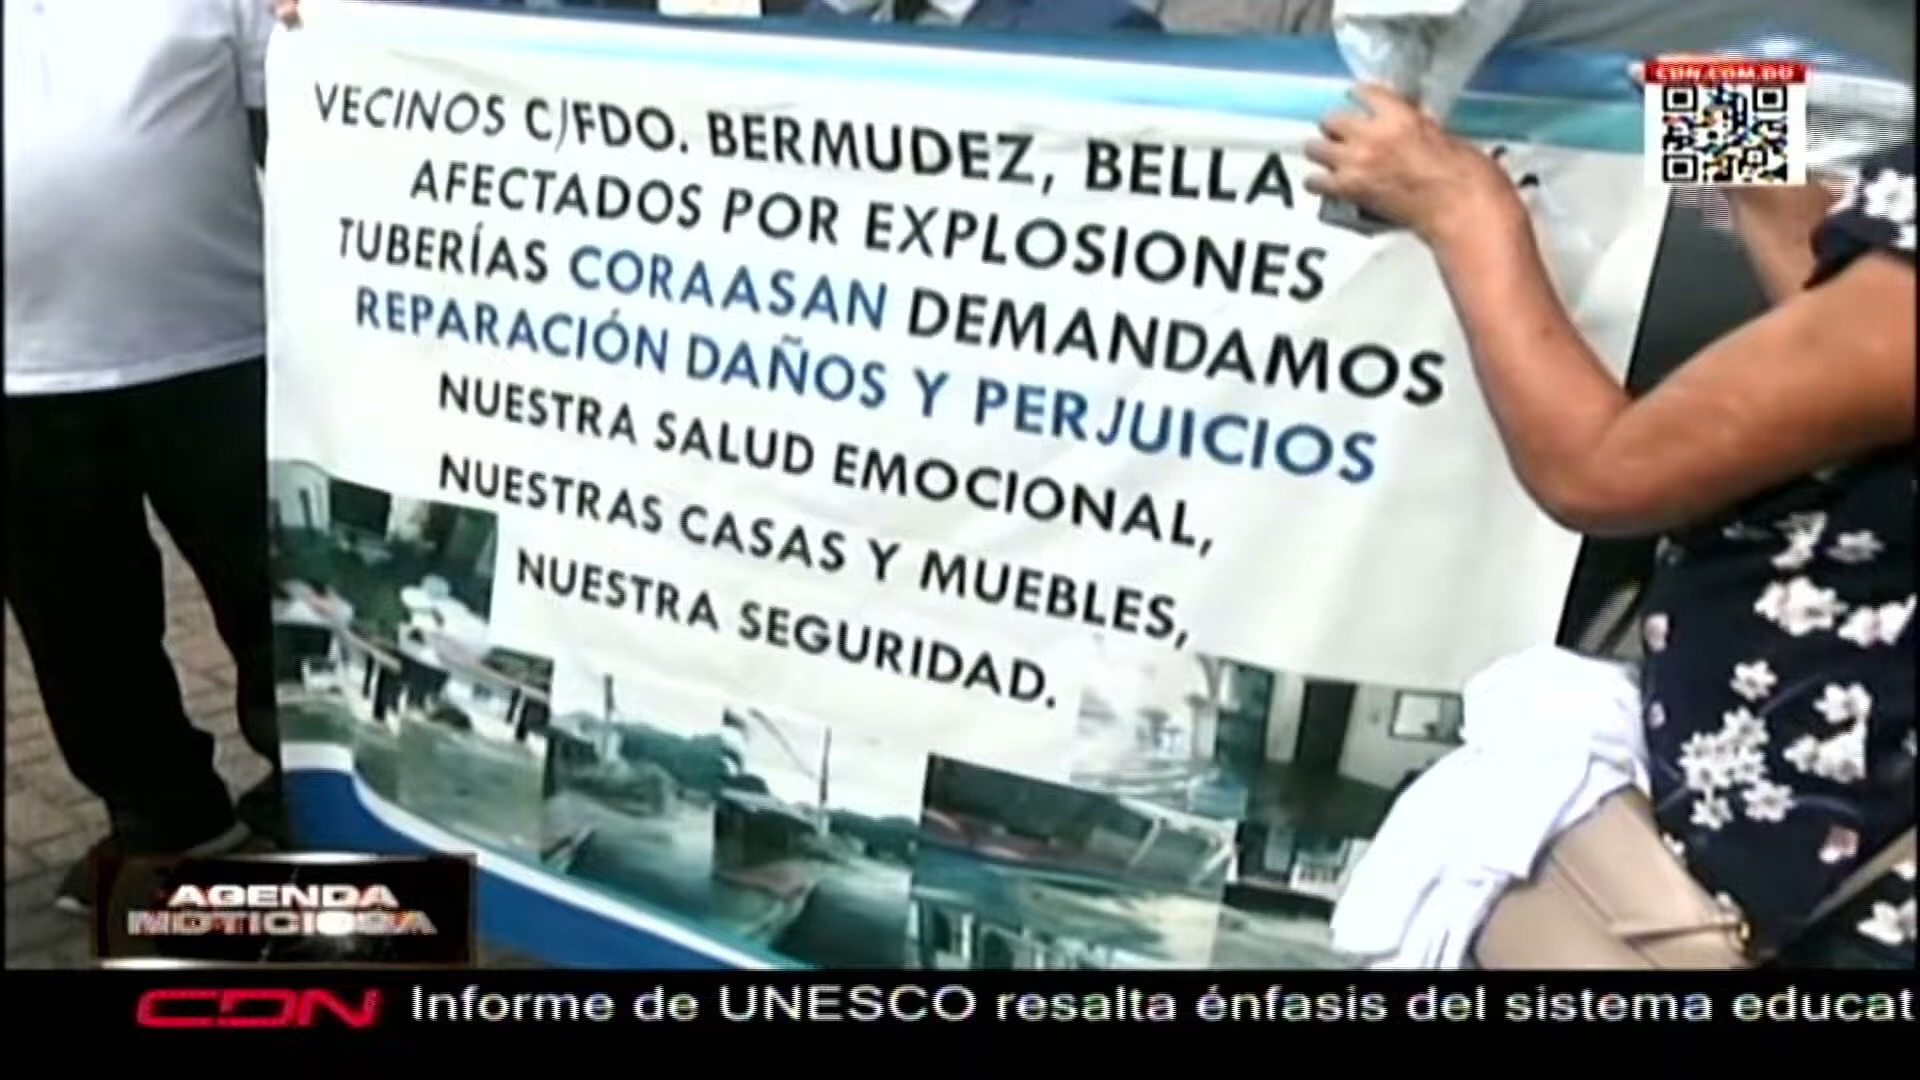 CDN.COM.DO
VECINOS C/FDO. BERMUDEZ, BELLA
AFECTADOS POR EXPLOSIONES
TUBERÍAS CORAASAN DEMANDAMOS
REPARACIÓN DAÑOS Y PERJUICIOS
NUESTRA SALUD EMOCIONAL,
NUESTRAS CASAS Y MUEBLES,
NUESTRA SEGURIDAD.
AGENDA
NOTICIOSA
CDN Informe de UNESCO resalta énfasis del sistema educat